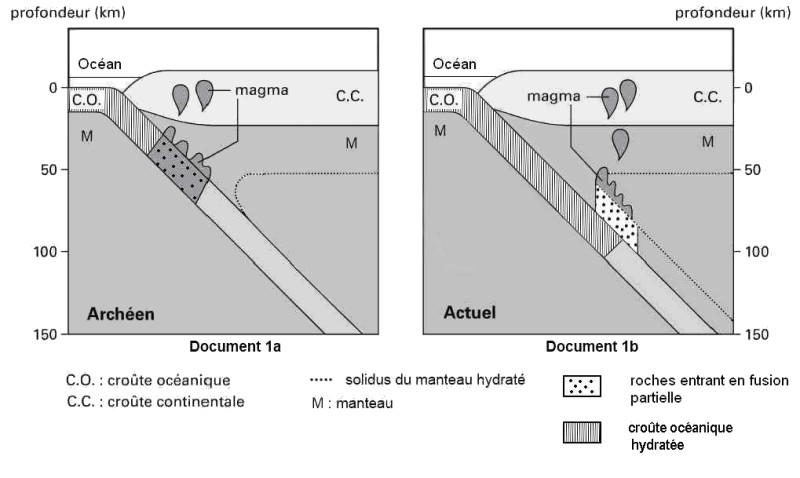 profondeur (km)
profondeur (km)
Océan
Océan
0
C.O.
magma
C.C.
C.O.
magma
C.C.
0
M
M
M
M
50
50
100
100
Archéen
Actuel
150
150
Document 1a
Document 1b
C.O. : croûte océanique
C.C. : croûte continentale
solidus du manteau hydraté
M : manteau
roches entrant en fusion
partielle
croûte océanique
hydratée